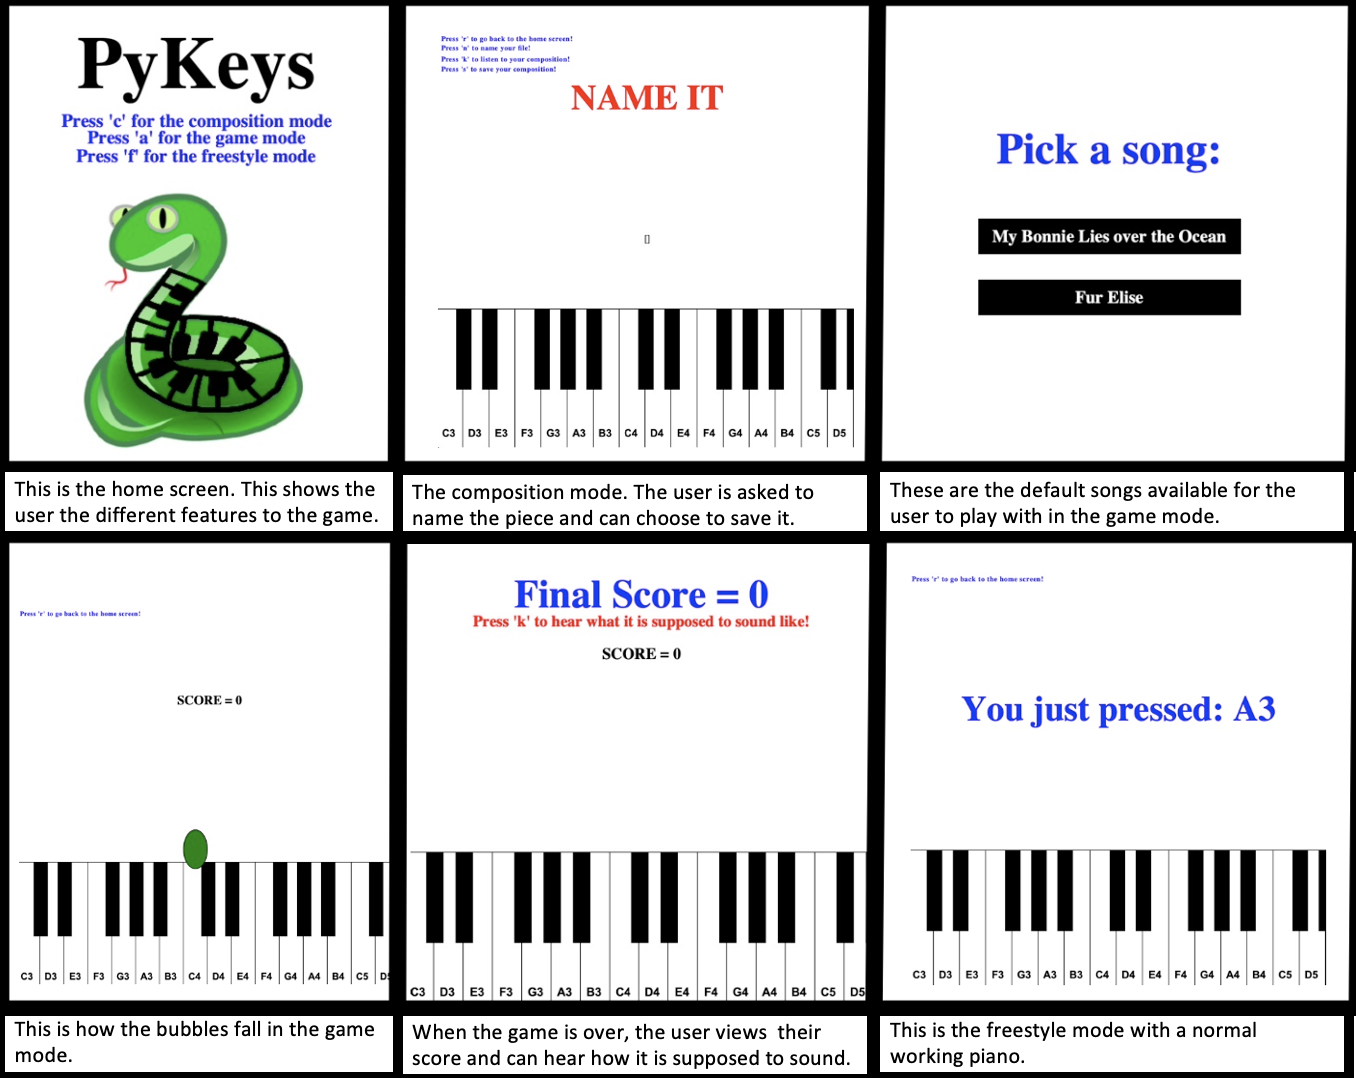 PyKeys
Press 'c' for the composition mode
Press 'a' for the game mode
Press 'f' for the freestyle mode
This is the home screen. This shows the
user the different features to the game.
Press 'r' to go back to the home screen!
Press 'n' to name your file!
Press 'k' to listen to your composition!
Press 's' to save your composition!
NAME IT
[]
C3 D3 E3 F3 G3 A3 B3 C4 D4 E4 F4 G4 A4 B4 C5 D5
The composition mode. The user is asked to
name the piece and can choose to save it.
Pick a song:
My Bonnie Lies over the Ocean
Fur Elise
These are the default songs available for the
user to play with in the game mode.
Press 'r' to go back to the home screen!
SCORE = 0
C3 D3 E3 F3 G3 A3 B3 C4 D4 E4 F4 G4 A4 B4 C5 D5
This is how the bubbles fall in the game
mode.
Final Score = 0
Press 'k' to hear what it is supposed to sound like!
SCORE = 0
C3 D3 E3 F3 G3 A3 B3 C4 D4 E4 F4 G4 A4 B4 C5 D5
When the game is over, the user views their
score and can hear how it is supposed to sound.
Press 'r' to go back to the home screen!
You just pressed: A3
C3 D3 E3 F3 G3 A3 B3 C4 D4 E4 F4 G4 A4 B4 C5 D5
This is the freestyle mode with a normal
working piano.